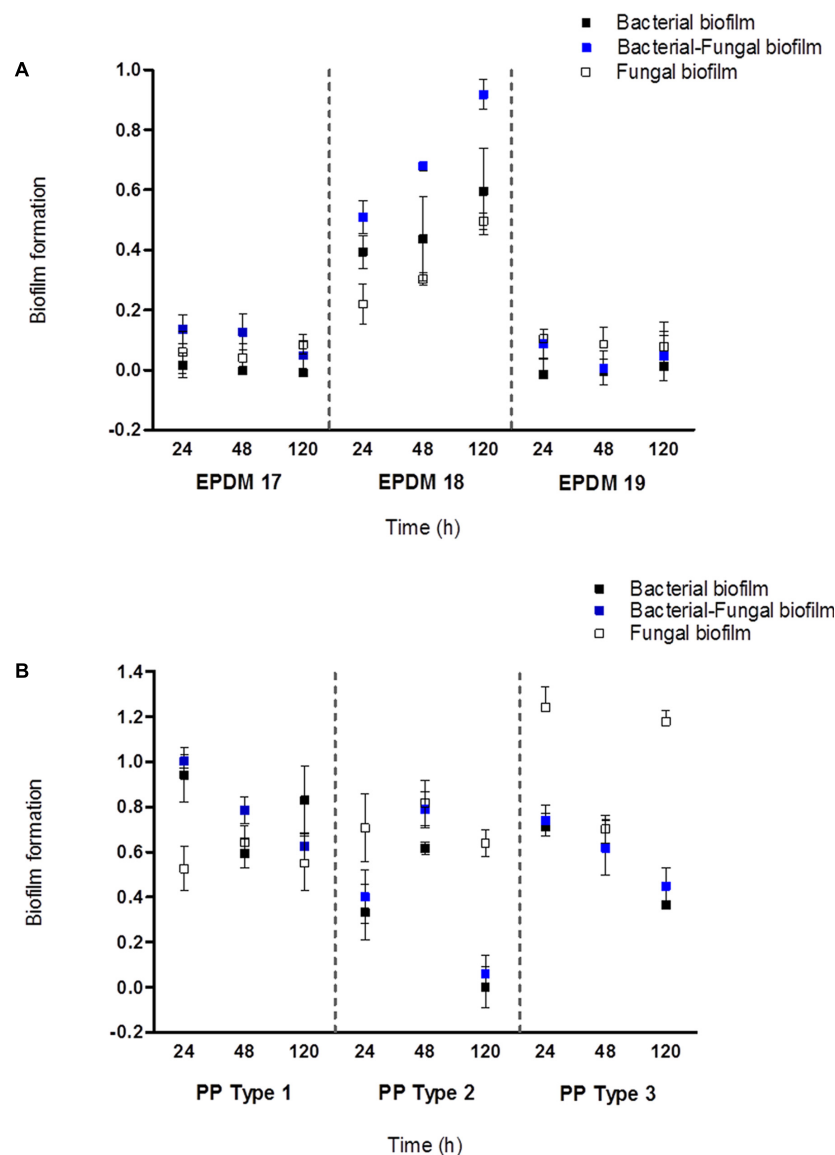 Bacterial biofilm
Bacterial-Fungal biofilm
Fungal biofilm
A
1.0
0.8
0.6
0.4
0.2
0.0
-0.2
Biofilm formation
24 48 120 24 48 120 24 48 120
EPDM 17 EPDM 18 EPDM 19
Time (h)
Bacterial biofilm
Bacterial-Fungal biofilm
Fungal biofilm
B
1.4
1.2
1.0
0.8
0.6
0.4
0.2
0.0
-0.2
Biofilm formation
24 48 120 24 48 120 24 48 120
PP Type 1 PP Type 2 PP Type 3
Time (h)